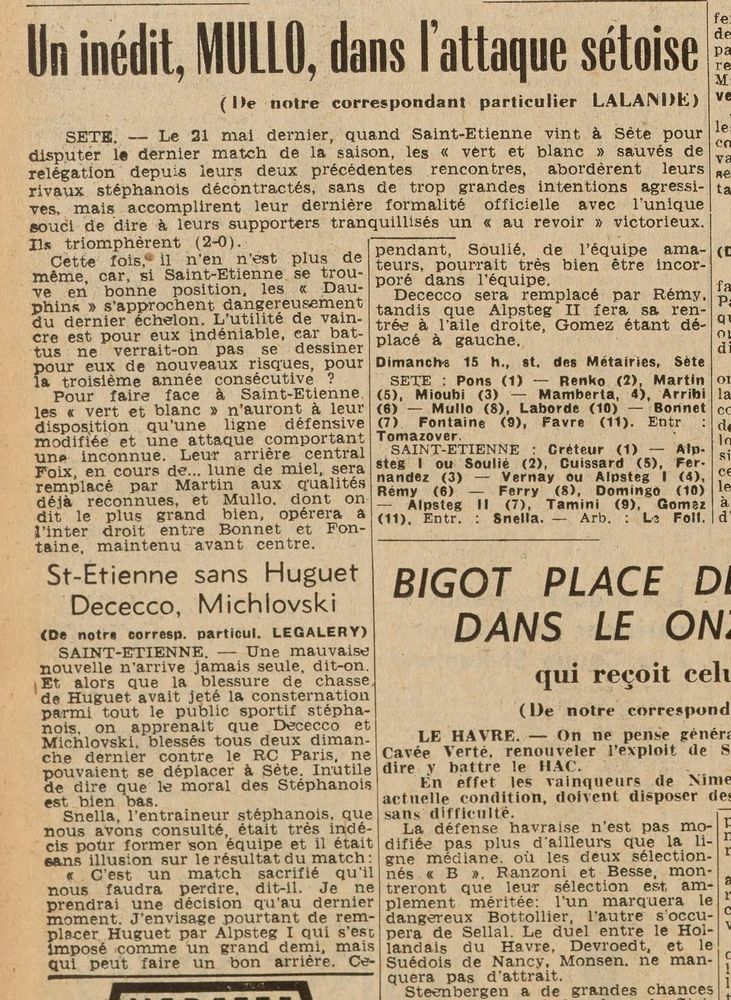 Un inédit, MULLO, dans l'attaque sétoise
(De notre correspondant particulier LALANDE)
SETE. — Le 21 mai dernier, quand Saint-Etienne vint à Sète pour
disputer le dernier match de la saison, les « vert et blanc » sauvés de
relégation depuis leurs deux précédentes rencontres, abordèrent leurs
rivaux stéphanois décontractés, sans de trop grandes intentions agressi-
ves, mais accomplirent leur dernière formalité officielle avec l'unique
souci de dire à leurs supporters tranquillisés un « au revoir » victorieux.
Ils triomphèrent (2-0).
Cette fois, il n'en n'est plus de
même, car, si Saint-Etienne se trou-
ve en bonne position, les « Dau-
phins » s'approchent dangereusement
du dernier échelon. L'utilité de vain-
cre est pour eux indéniable, car bat-
tus ne verrait-on pas se dessiner
pour eux de nouveaux risques, pour
la troisième année consécutive ?
Pour faire face à Saint-Etienne,
les « vert et blanc » n'auront à leur
disposition qu'une ligne défensive
modifiée et une attaque comportant
une inconnue. Leur arrière central
Foix, en cours de... lune de miel, sera
remplacé par Martin aux qualités
déjà reconnues, et Mullo, dont on
dit le plus grand bien, opérera à
l'inter droit entre Bonnet et Fon-
taine, maintenu avant centre.
St-Etienne sans Huguet
Dececco, Michlovski
(De notre corresp. particul. LEGALERY)
SAINT-ETIENNE. — Une mauvaise
nouvelle n'arrive jamais seule, dit-on.
Et alors que la blessure de chasse
de Huguet avait jeté la consternation
parmi tout le public sportif stépha-
nois, on apprenait que Dececco et
Michlovski, blessés tous deux diman-
che dernier contre le RC Paris, ne
pouvaient se déplacer à Sète. Inutile
de dire que le moral des Stéphanois
est bien bas.
Snella, l'entraîneur stéphanois, que
nous avons consulté, était très indé-
cis pour former son équipe et il était
sans illusion sur le résultat du match :
« C'est un match sacrifié qu'il
nous faudra perdre, dit-il. Je ne
prendrai une décision qu'au dernier
moment. J'envisage pourtant de rem-
placer Huguet par Alpsteg I qui s'est
imposé comme un grand demi, mais
qui peut faire un bon arrière. Ce-
pendant, Soulié, de l'équipe ama-
teurs, pourrait très bien être incor-
poré dans l'équipe.
Dececco sera remplacé par Rémy,
tandis que Alpsteg II fera sa ren-
trée à l'aile droite, Gomez étant dé-
placé à gauche.
Dimanche 15 h., st. des Métairies, Sète
SETE : Pons (1) — Renko (2), Martin
(5), Mioubi (3) — Mamberta, 4), Arribi
(6) — Mullo (8), Laborde (10) — Bonnet
(7) Fontaine (9), Favre (11). Entr :
Tomazover.
SAINT-ETIENNE : Créteur (1) — Alp-
steg I ou Soulié (2), Cuissard (5), Fer-
nandez (3) — Vernay ou Alpsteg I (4),
Rémy (6) — Ferry (8), Domingo (10)
— Alpsteg II (7), Tamini (9), Gomez
(11), Entr. : Snella. — Arb. : Le Foll.
BIGOT PLACE DE
DANS LE ONZ
qui reçoit celu
(De notre correspond
LE HAVRE. — On ne pense généra
Cavée Verte, renouveler l'exploit de S
dire y battre le HAC.
En effet les vainqueurs de Nîme
actuelle condition, doivent disposer des
sans difficulté.
La défense havraise n'est pas mo-
difiée pas plus d'ailleurs que la li-
gne médiane, où les deux sélection-
nés « B », Ranzoni et Besse, mon-
treront que leur sélection est am-
plement méritée: l'un marquera le
dangereux Bottollier, l'autre s'occu-
pera de Sellal. Le duel entre le Hol-
landais du Havre, Devroedt, et le
Suédois de Nancy, Monsen, ne man-
quera pas d'attrait.
Steenbergen a de grandes chances